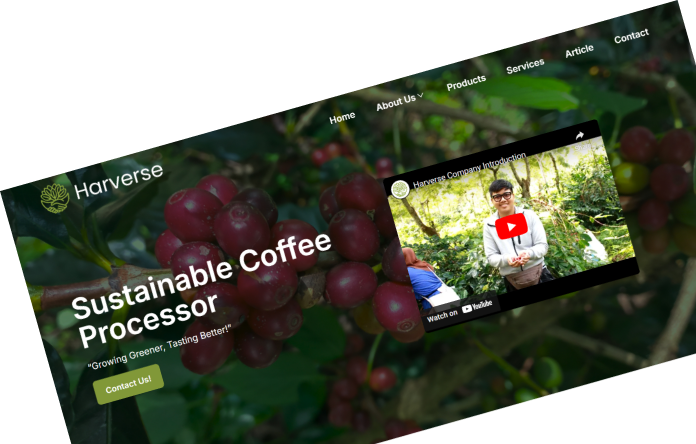 Harverse
Home
About Us
Products
Services
Article
Contact
Sustainable Coffee
Processor
"Growing Greener, Tasting Better!"
Contact Us!
Harverse Company Introduction
Watch on YouTube